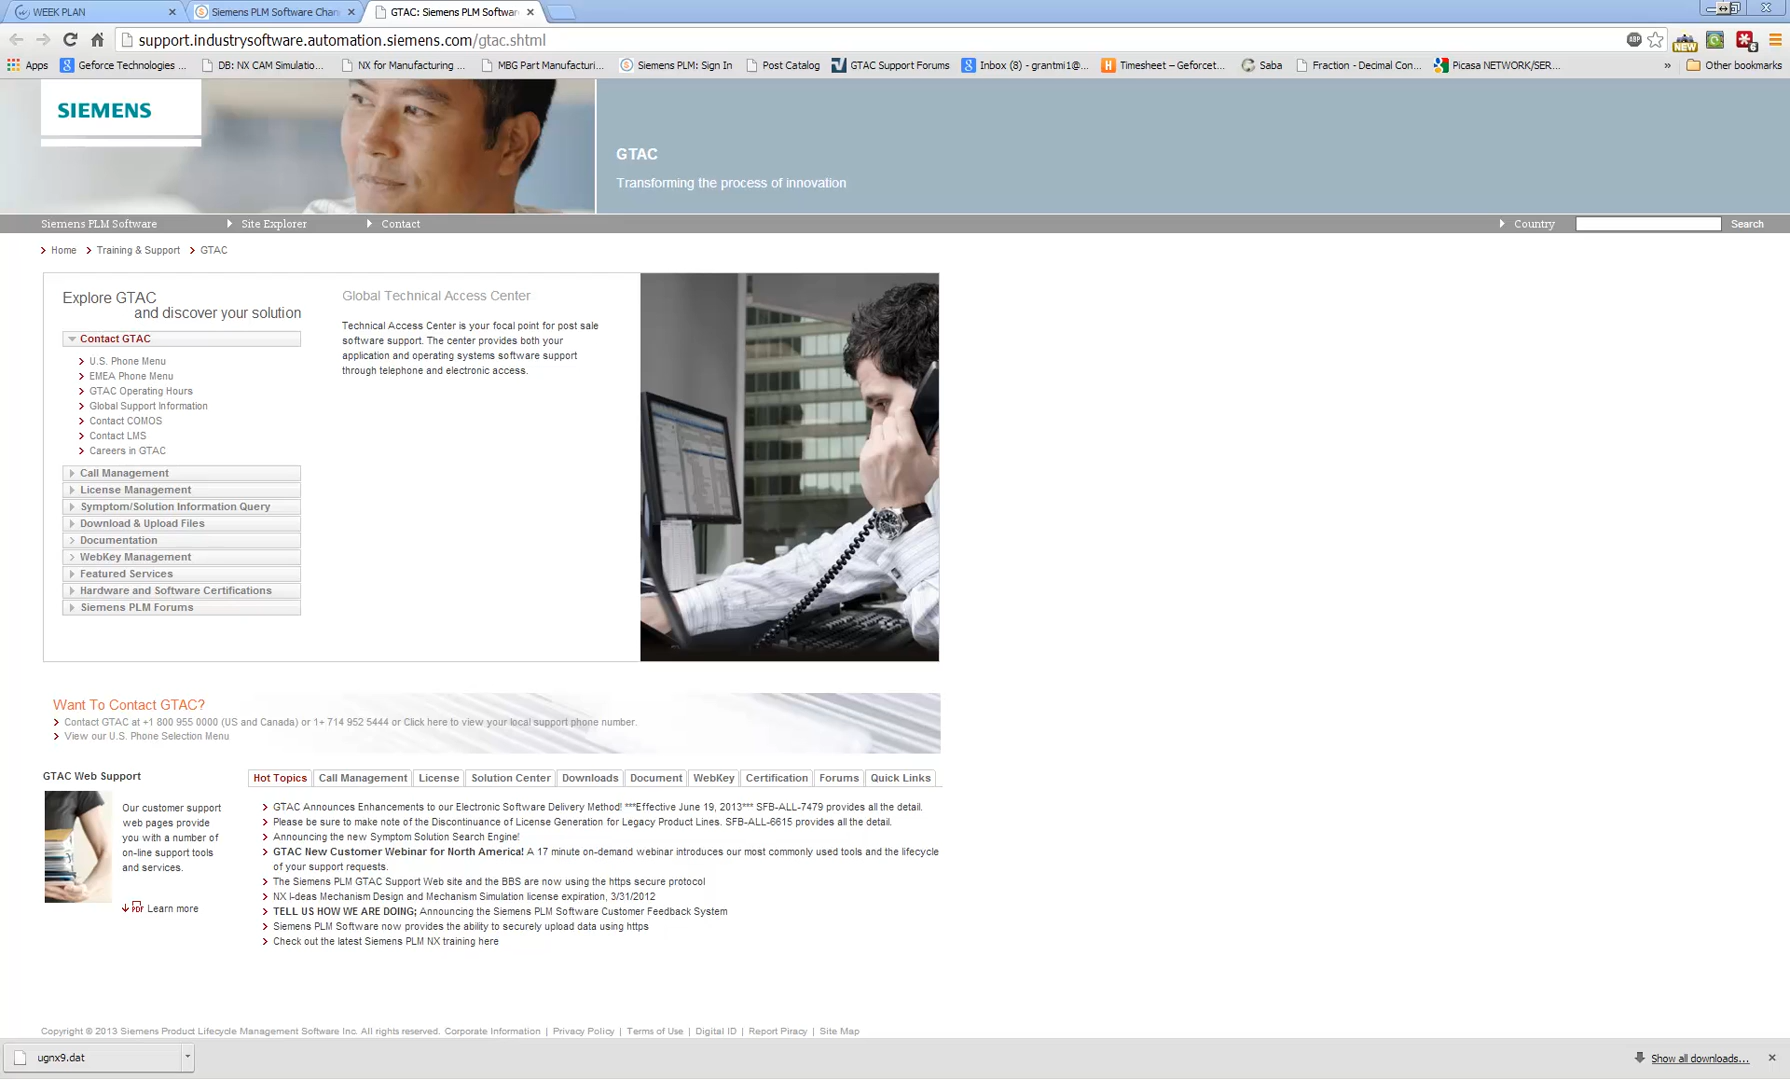 WEEK PLAN
Siemens PLM Software Chan
GTAC: Siemens PLM Softwar
support.industrysoftware.automation.siemens.com/gtac.shtml
ABP
NEW
6
Apps
Geforce Technologies ...
DB: NX CAM Simulatio...
NX for Manufacturing ...
MBG Part Manufacturi...
Siemens PLM: Sign In
Post Catalog
GTAC Support Forums
Inbox (8) - grantmi1@...
Timesheet – Geforcet...
Saba
Fraction - Decimal Con...
Picasa NETWORK/SER...
»
Other bookmarks
SIEMENS
GTAC
Transforming the process of innovation
Siemens PLM Software
Site Explorer
Contact
Country
Search
Home
Training & Support
GTAC
Explore GTAC
and discover your solution
Contact GTAC
U.S. Phone Menu
EMEA Phone Menu
GTAC Operating Hours
Global Support Information
Contact COMOS
Contact LMS
Careers in GTAC
Call Management
License Management
Symptom/Solution Information Query
Download & Upload Files
Documentation
WebKey Management
Featured Services
Hardware and Software Certifications
Siemens PLM Forums
Global Technical Access Center
Technical Access Center is your focal point for post sale
software support. The center provides both your
application and operating systems software support
through telephone and electronic access.
Want To Contact GTAC?
Contact GTAC at +1 800 955 0000 (US and Canada) or 1+ 714 952 5444 or Click here to view your local support phone number.
View our U.S. Phone Selection Menu
GTAC Web Support
Our customer support
web pages provide
you with a number of
on-line support tools
and services.
PDF Learn more
Hot Topics
Call Management
License
Solution Center
Downloads
Document
WebKey
Certification
Forums
Quick Links
GTAC Announces Enhancements to our Electronic Software Delivery Method! ***Effective June 19, 2013*** SFB-ALL-7479 provides all the detail.
Please be sure to make note of the Discontinuance of License Generation for Legacy Product Lines. SFB-ALL-6615 provides all the detail.
Announcing the new Symptom Solution Search Engine!
GTAC New Customer Webinar for North America! A 17 minute on-demand webinar introduces our most commonly used tools and the lifecycle
of your support requests.
The Siemens PLM GTAC Support Web site and the BBS are now using the https secure protocol
NX I-deas Mechanism Design and Mechanism Simulation license expiration, 3/31/2012
TELL US HOW WE ARE DOING; Announcing the Siemens PLM Software Customer Feedback System
Siemens PLM Software now provides the ability to securely upload data using https
Check out the latest Siemens PLM NX training here
Copyright © 2013 Siemens Product Lifecycle Management Software Inc. All rights reserved. Corporate Information | Privacy Policy | Terms of Use | Digital ID | Report Piracy | Site Map
ugnx9.dat
Show all downloads...